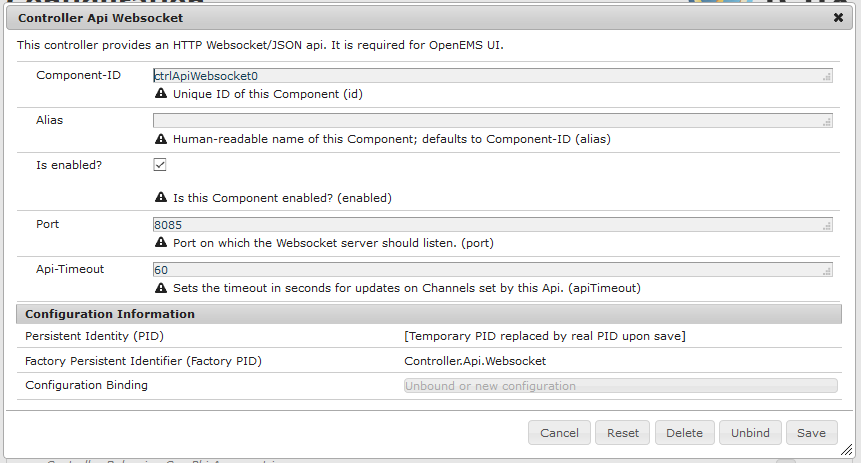 Controller Api Websocket
This controller provides an HTTP Websocket/JSON api. It is required for OpenEMS UI.
Component-ID ctrlApiWebsocket0
Unique ID of this Component (id)
Alias
Human-readable name of this Component; defaults to Component-ID (alias)
Is enabled?
Is this Component enabled? (enabled)
Port 8085
Port on which the Websocket server should listen. (port)
Api-Timeout 60
Sets the timeout in seconds for updates on Channels set by this Api. (apiTimeout)
Configuration Information
Persistent Identity (PID) [Temporary PID replaced by real PID upon save]
Factory Persistent Identifier (Factory PID) Controller.Api.Websocket
Configuration Binding Unbound or new configuration
Cancel Reset Delete Unbind Save